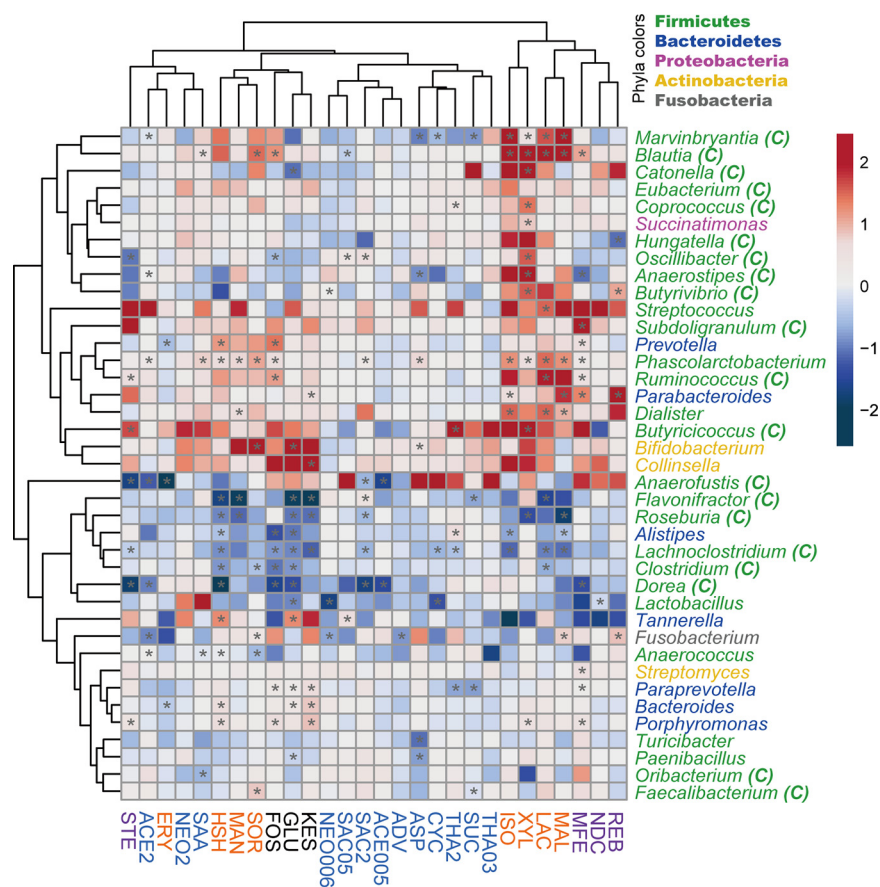 Phyla colors
Firmicutes
Bacteroidetes
Proteobacteria
Actinobacteria
Fusobacteria
Marvinbryantia (C)
Blautia (C)
Catonella (C)
Eubacterium (C)
Coprococcus (C)
Succinatimonas
Hungatella (C)
Oscillibacter (C)
Anaerostipes (C)
Butyrivibrio (C)
Streptococcus
Subdoligranulum (C)
Prevotella
Phascolarctobacterium
Ruminococcus (C)
Parabacteroides
Dialister
Butyricicoccus (C)
Bifidobacterium
Collinsella
Anaerofustis (C)
Flavonifractor (C)
Roseburia (C)
Alistipes
Lachnoclostridium (C)
Clostridium (C)
Dorea (C)
Lactobacillus
Tannerella
Fusobacterium
Anaerococcus
Streptomyces
Paraprevotella
Bacteroides
Porphyromonas
Turicibacter
Paenibacillus
Oribacterium (C)
Faecalibacterium (C)
2
1
0
−1
−2
STE
ACE2
ERY
NEO2
SAA
HSH
MAN
SOR
FOS
GLU
KES
NEO006
SAC05
SAC2
ACE005
ADV
ASP
CYC
THA2
SUC
THA03
ISO
XYL
LAC
MAL
MFE
NDC
REB